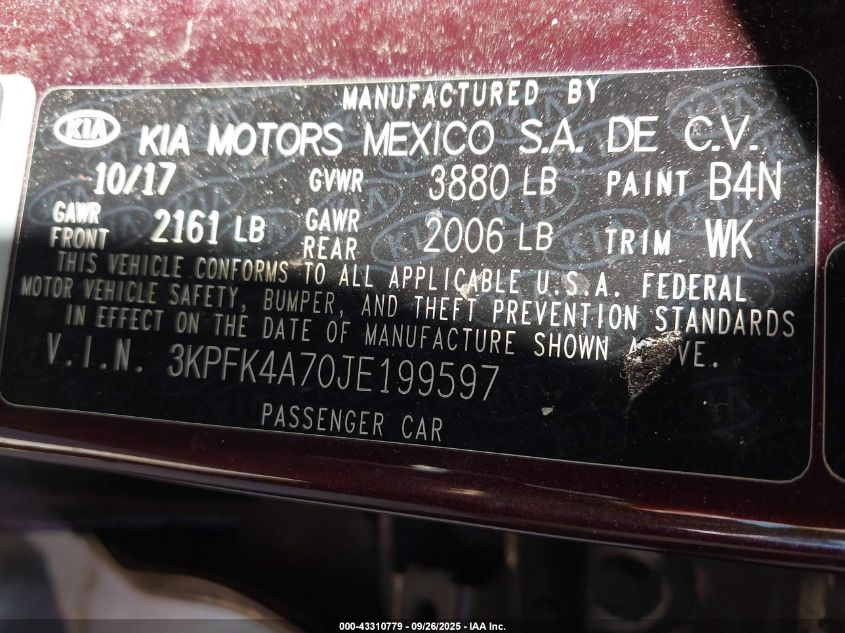 MANUFACTURED BY
KIA KIA MOTORS MEXICO S.A. DE C.V.
10/17 GVWR 3880 LB PAINT B4N
GAWR FRONT 2161 LB GAWR REAR 2006 LB TRIM WK
THIS VEHICLE CONFORMS TO ALL APPLICABLE U.S.A. FEDERAL
MOTOR VEHICLE SAFETY, BUMPER, AND THEFT PREVENTION STANDARDS
IN EFFECT ON THE DATE OF MANUFACTURE SHOWN
V.I.N. 3KPFK4A70JE199597
PASSENGER CAR
000-43310779 - 09/26/2025 - IAA Inc.